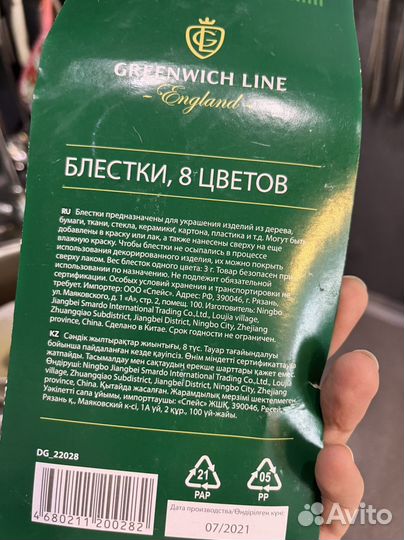 GREENWICH LINE
England
БЛЕСТКИ, 8 ЦВЕТОВ
RU Блестки предназначены для украшения изделий из дерева,
бумаги, ткани, стекла, керамики, картона, пластика и т.д. Могут быть
добавлены в краску или лак, а также нанесены сверху на еще
влажную краску. Чтобы блестки не осыпались в процессе
использования декорированного изделия, их можно покрыть
сверху лаком. Вес блесток одного цвета: 3 г. Товар безопасен при
использовании по назначению. Не подлежит обязательной
сертификации. Особых условий хранения и транспортировки не
требует. Импортер: ООО «Спейс». Адрес: РФ, 390046, г. Рязань,
ул. Маяковского, д. 1 «А», стр. 2, помещ. 100. Изготовитель: Ningbo
Jiangbei Smardo International Trading Co.,Ltd., Loujia village,
Zhuangqiao Subdistrict, Jiangbei District, Ningbo City, Zhejiang
province, China. Сделано в Китае. Срок годности не ограничен.
KZ Сәндік жылтырақтар жиынтығы, 8 түс. Тауар тағайындалуы
бойынша пайдаланған кезде қауіпсіз. Өнім міндетті сертификаттауға
жатпайды. Тасымалдау мен сақтаудың ерекше шарттары қажет емес.
Өндіруші: Ningbo Jiangbei Smardo International Trading Co.,Ltd., Loujia
village, Zhuangqiao Subdistrict, Jiangbei District, Ningbo City, Zhejiang
province, China. Қытайда жасалған. Жарамдылық мерзімі шектелмеген.
Уәкілетті сапа ұйымы, импорттаушы: «Спейс» ЖШҚ, 390046, Ресей,
Рязань қ., Маяковский к-сі, 1А үй, 2 құр., 100 үй-жайы.
DG_22028
4680211200282
21
PAP
05
PP
Дата производства/Өндірілген күні:
07/2021
Avito